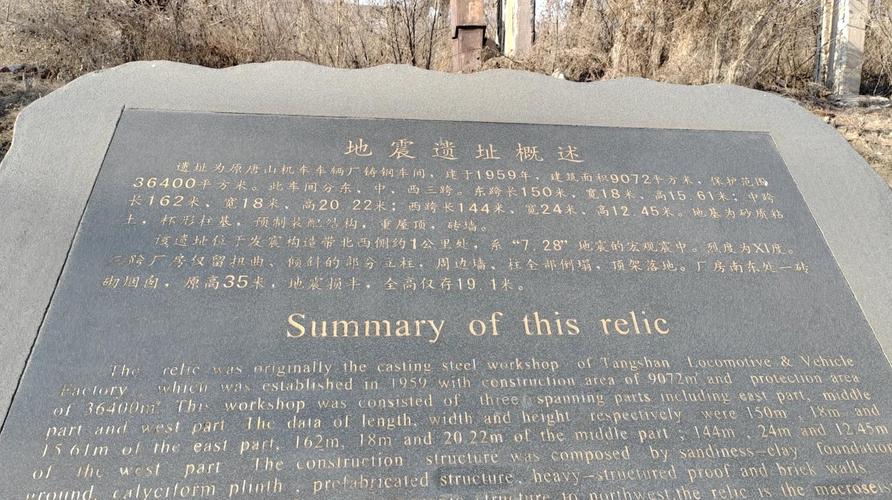 地震遗址概述
遗址为原唐山机车车辆厂铸钢车间，建于1959年，建筑面积9072平方米，保护范围
36400平方米。此车间分东、中、西三跨。东跨长150米、宽18米、高15.61米；中跨
长162米、宽18米、高20.22米；西跨长144米、宽24米、高12.45米。地基为砂质粘
土，杯形柱基，预制装配结构，重屋顶，砖墙。
该遗址位于发震构造带北西侧约1公里处，系“7.28”地震的宏观震中。烈度为XI度。
三跨厂房仅留扭曲、倾斜的部分立柱，周边墙、柱全部倒塌，顶架落地。厂房南东处一砖
砌烟囱，原高35米，地震损半，全高仅存19.1米。
Summary of this relic
The relic was originally the casting steel workshop of Tangshan Locomotive & Vehicle
Factory, which was established in 1959 with construction area of 9072m² and protection area
of 36400m². This workshop was consisted of three spanning parts including east part, middle
part and west part. The data of length, width and height respectively were 150m, 18m and
15.61m of the east part, 162m, 18m and 20.22m of the middle part; 144m, 24m and 12.45m
of the west part. The construction structure was composed by sandiness-clay foundation
ground, calyciform plinth, prefabricated structure, heavy-structured proof and brick walls
structure to northwest.the relic is the macrose